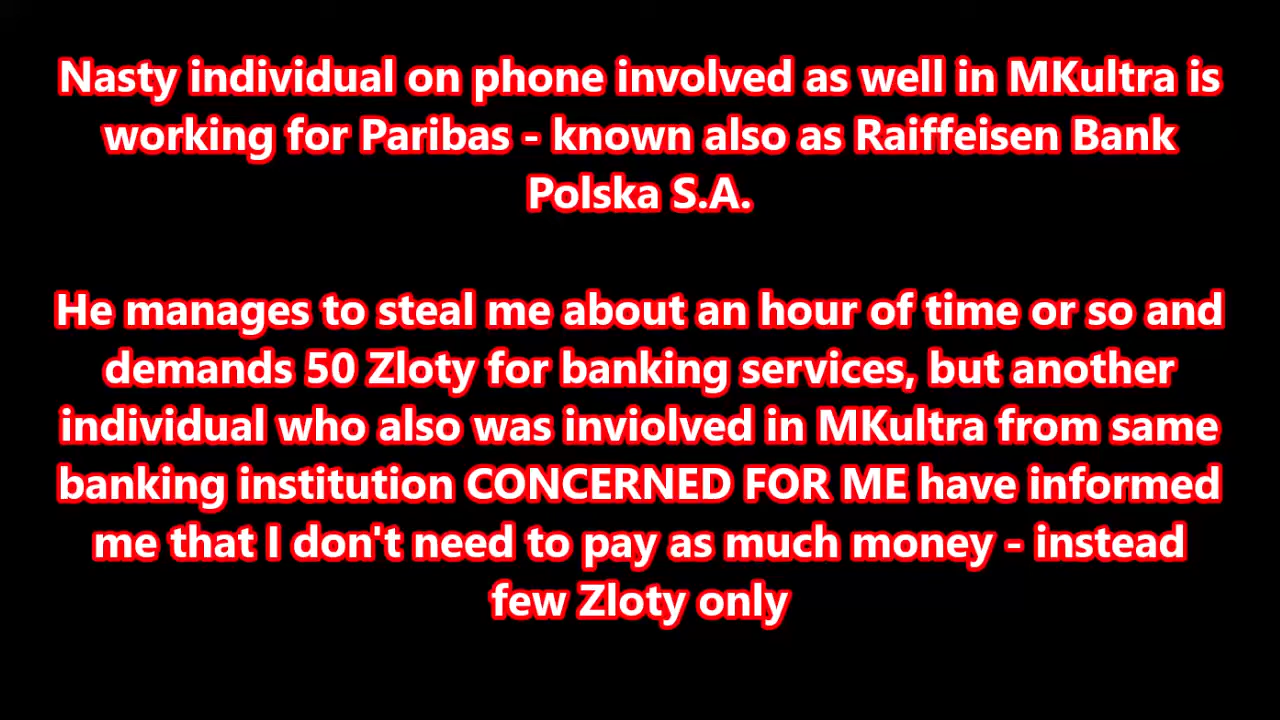 Nasty individual on phone involved as well in MKultra is
working for Paribas - known also as Raiffeisen Bank
Polska S.A.
He manages to steal me about an hour of time or so and
demands 50 Zloty for banking services, but another
individual who also was inviolved in MKultra from same
banking institution CONCERNED FOR ME have informed
me that I don't need to pay as much money - instead
few Zloty only